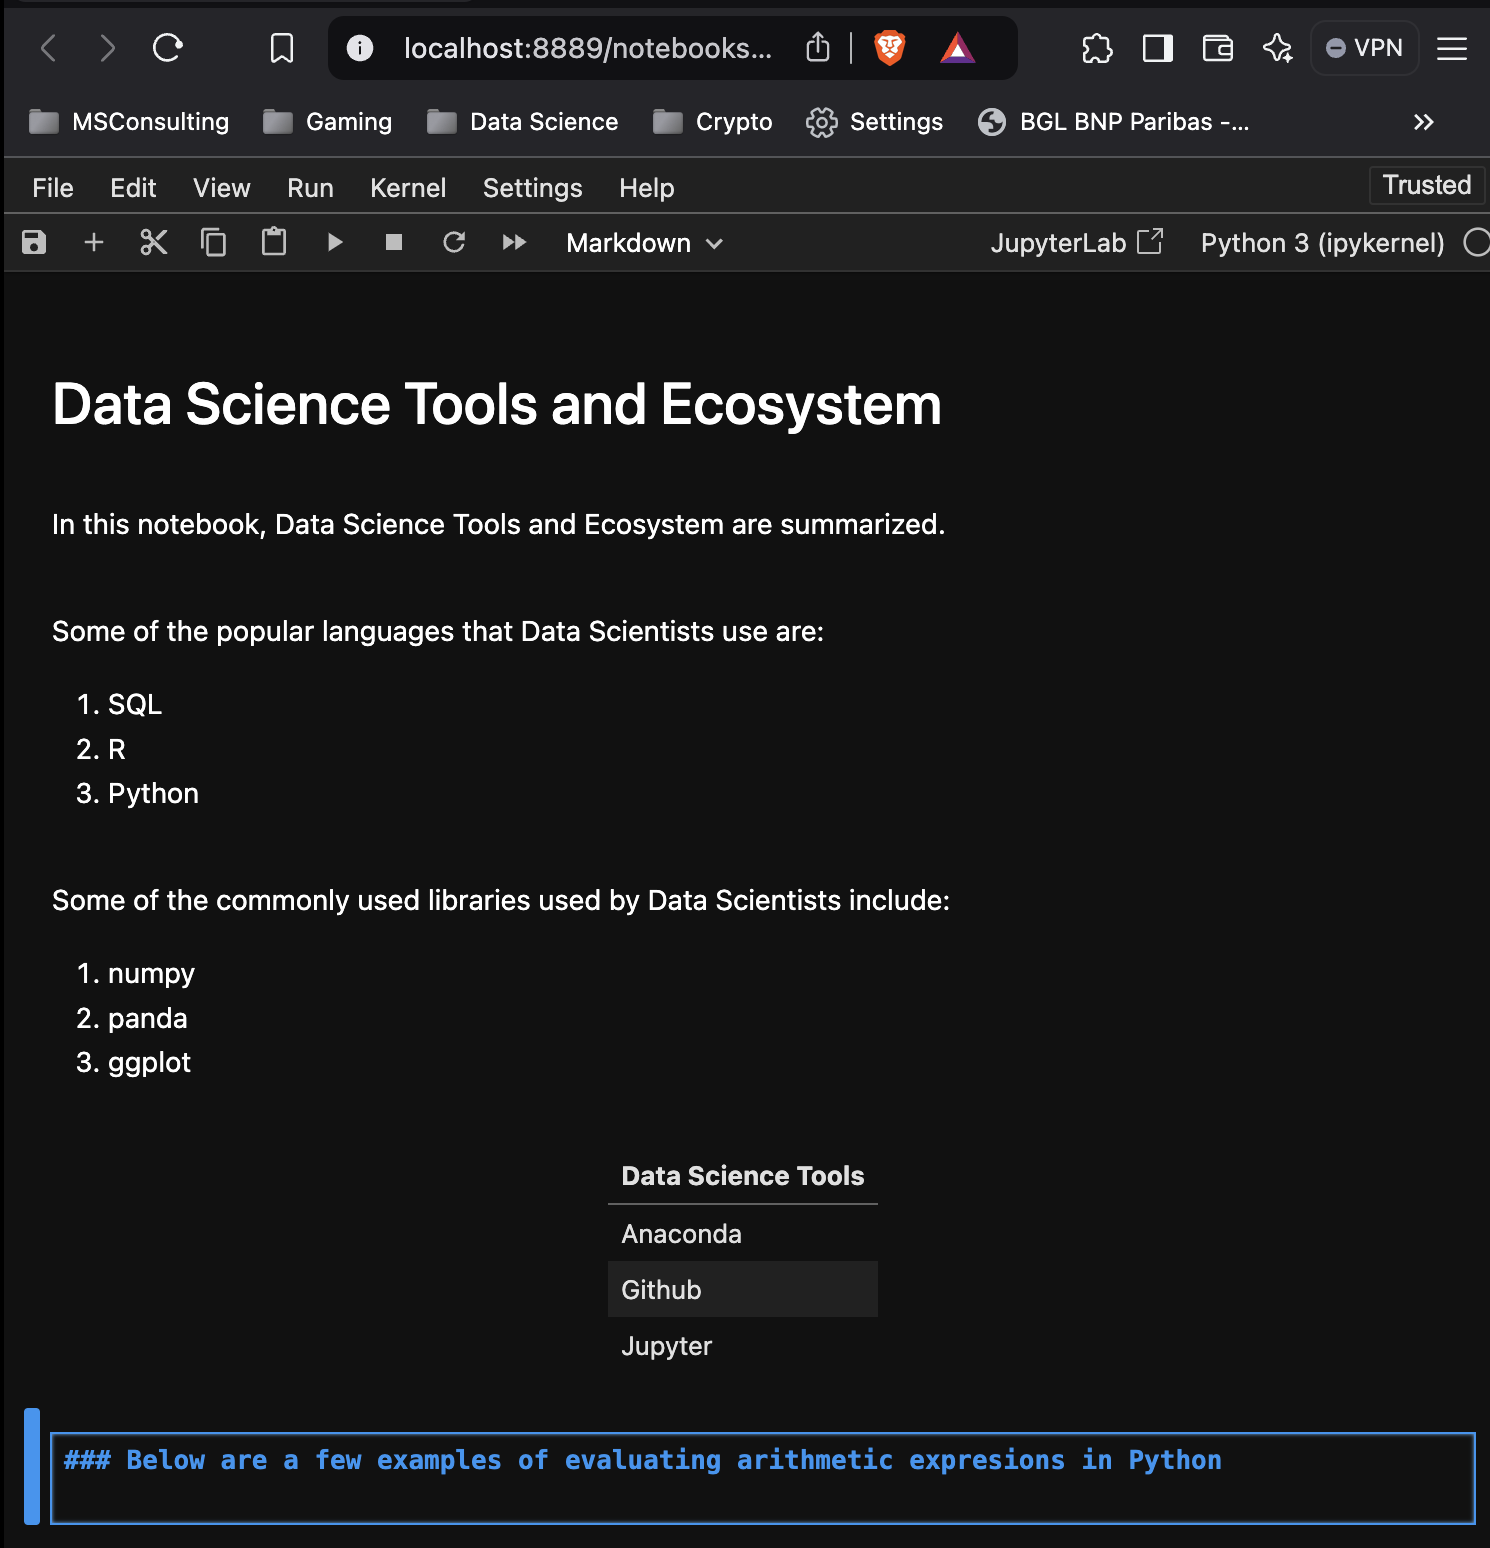 localhost:8889/notebooks...
VPN
MSConsulting
Gaming
Data Science
Crypto
Settings
BGL BNP Paribas -...
File Edit View Run Kernel Settings Help
Trusted
Markdown
JupyterLab
Python 3 (ipykernel)
Data Science Tools and Ecosystem
In this notebook, Data Science Tools and Ecosystem are summarized.
Some of the popular languages that Data Scientists use are:
1. SQL
2. R
3. Python
Some of the commonly used libraries used by Data Scientists include:
1. numpy
2. panda
3. ggplot
Data Science Tools
Anaconda
Github
Jupyter
### Below are a few examples of evaluating arithmetic expresions in Python